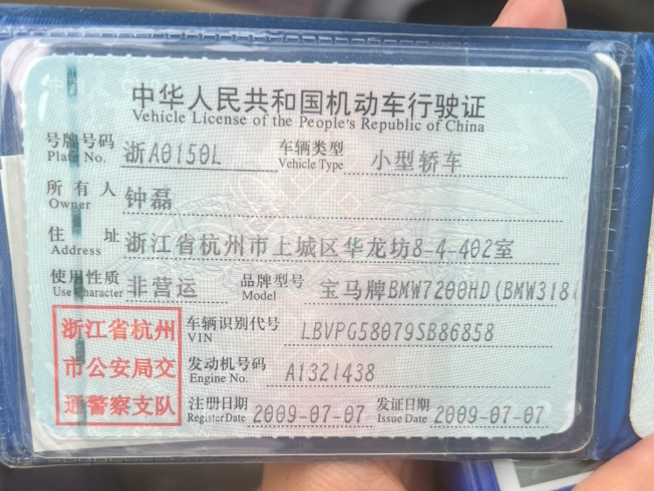 中华人民共和国机动车行驶证
Vehicle License of the People's Republic of China
号牌号码 浙A0150L 车辆类型 小型轿车
Plate No. Vehicle Type
所有人 钟磊
Owner
住址 浙江省杭州市上城区华龙坊8-4-402室
Address
使用性质 非营运 品牌型号 宝马牌BMW7200HD(BMW318
Use Character Model
浙江省杭州 车辆识别代号 LBVPG58079SB86858
VIN
市公安局交 发动机号码 A1321438
Engine No.
通警察支队 注册日期 2009-07-07 发证日期 2009-07-07
Register Date Issue Date